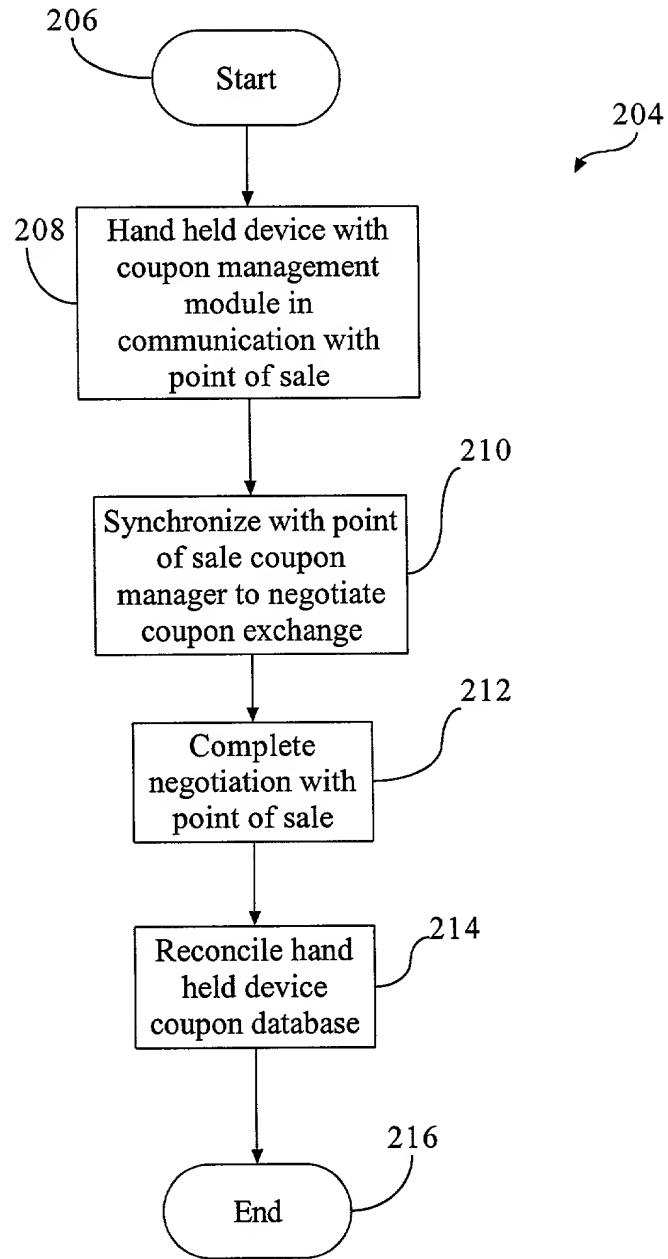 206
Start
204
208
Hand held device with
coupon management
module in
communication with
point of sale
210
Synchronize with point
of sale coupon
manager to negotiate
coupon exchange
212
Complete
negotiation with
point of sale
214
Reconcile hand
held device
coupon database
216
End